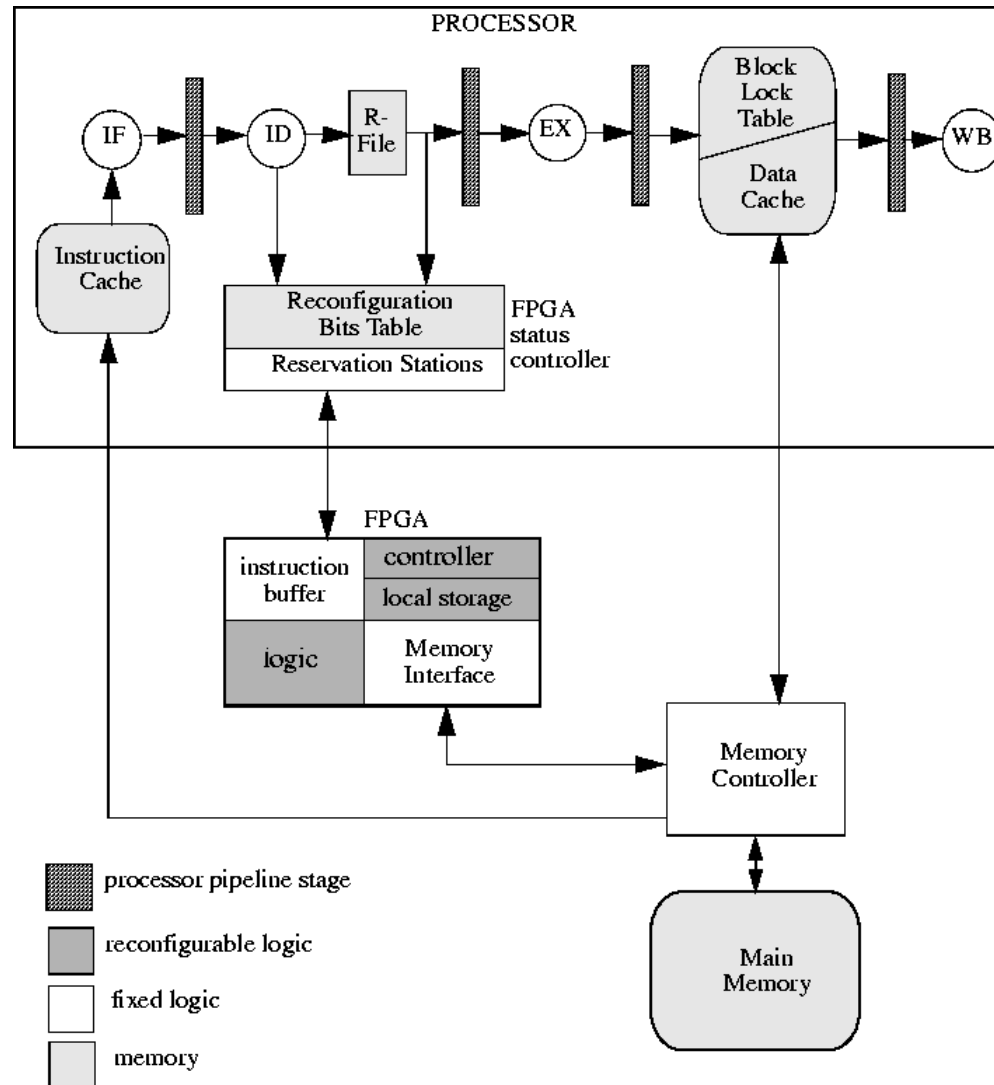 PROCESSOR
IF
ID
R-
File
EX
Block
Lock
Table
Data
Cache
WB
Instruction
Cache
Reconfiguration
Bits Table
Reservation Stations
FPGA
status
controller
FPGA
instruction
buffer
controller
local storage
logic
Memory
Interface
Memory
Controller
Main
Memory
processor pipeline stage
reconfigurable logic
fixed logic
memory